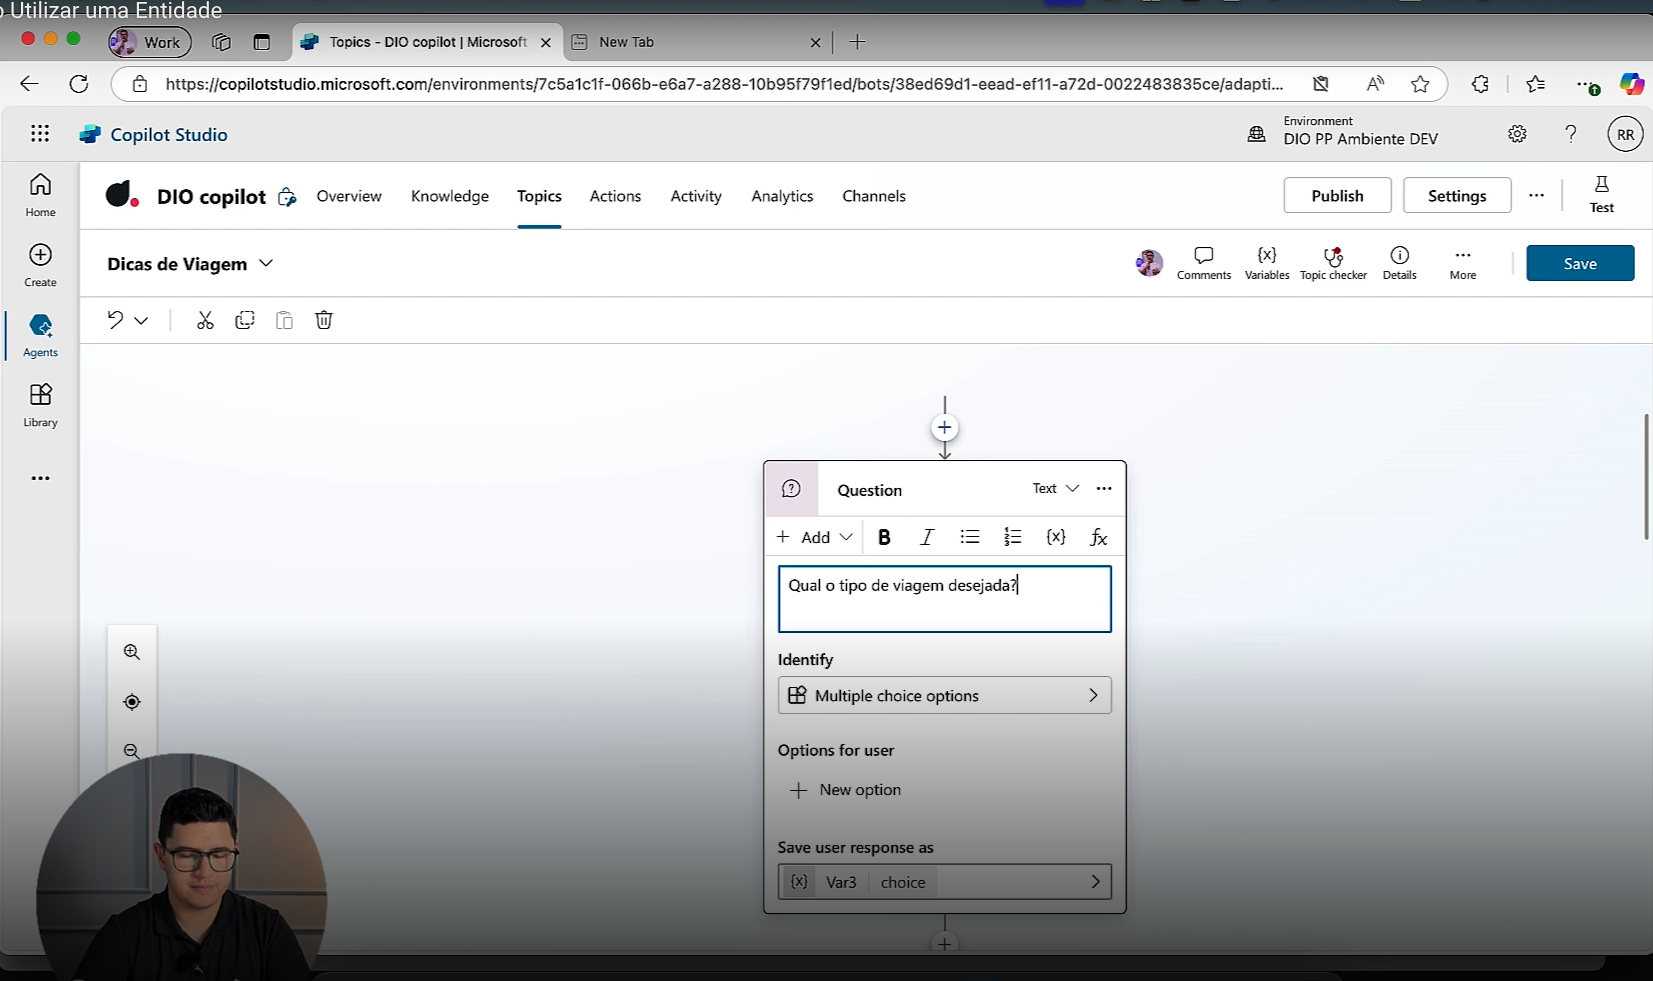 o Utilizar uma Entidade
Work
Topics - DIO copilot | Microsoft
New Tab
https://copilotstudio.microsoft.com/environments/7c5a1c1f-066b-e6a7-a288-10b95f79f1ed/bots/38ed69d1-eead-ef11-a72d-0022483835ce/adapti...
Copilot Studio
Environment
DIO PP Ambiente DEV
RR
Home
Create
Agents
Library
DIO copilot
Overview
Knowledge
Topics
Actions
Activity
Analytics
Channels
Publish
Settings
Test
Dicas de Viagem
Comments
Variables
Topic checker
Details
More
Save
Question
Text
Add
B
I
{x}
fx
Qual o tipo de viagem desejada?
Identify
Multiple choice options
Options for user
New option
Save user response as
{x} Var3 choice